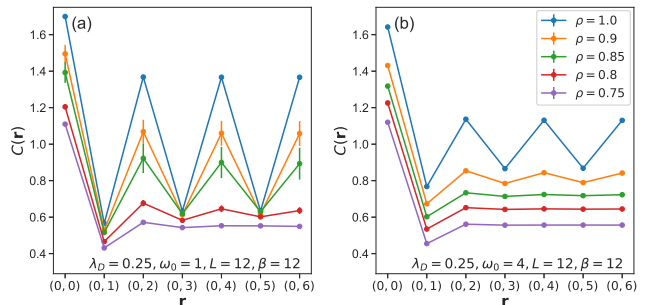 (a)
C(r)
1.6
1.4
1.2
1.0
0.8
0.6
0.4
λ_D = 0.25, ω_0 = 1, L = 12, β = 12
(0, 0) (0, 1) (0, 2) (0, 3) (0, 4) (0, 5) (0, 6)
r
(b)
ρ = 1.0
ρ = 0.9
ρ = 0.85
ρ = 0.8
ρ = 0.75
C(r)
1.6
1.4
1.2
1.0
0.8
0.6
0.4
λ_D = 0.25, ω_0 = 4, L = 12, β = 12
(0, 0) (0, 1) (0, 2) (0, 3) (0, 4) (0, 5) (0, 6)
r